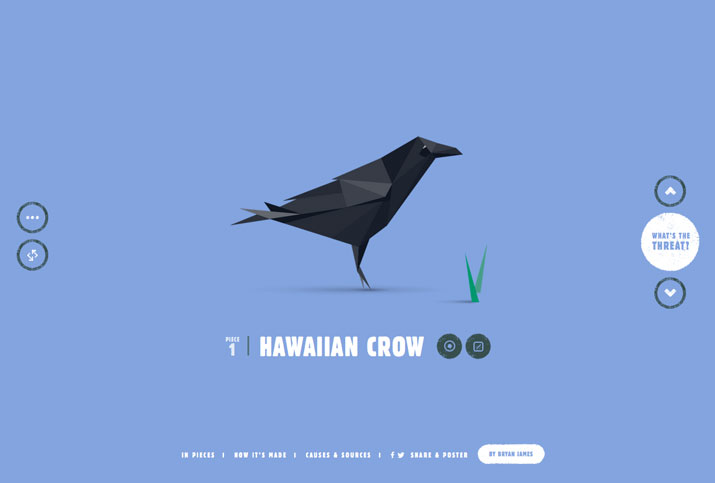 WHAT'S THE
THREAT?
PIECE
1
HAWAIIAN CROW
IN PIECES
HOW IT'S MADE
CAUSES & SOURCES
SHARE & POSTER
BY BRYAN JAMES